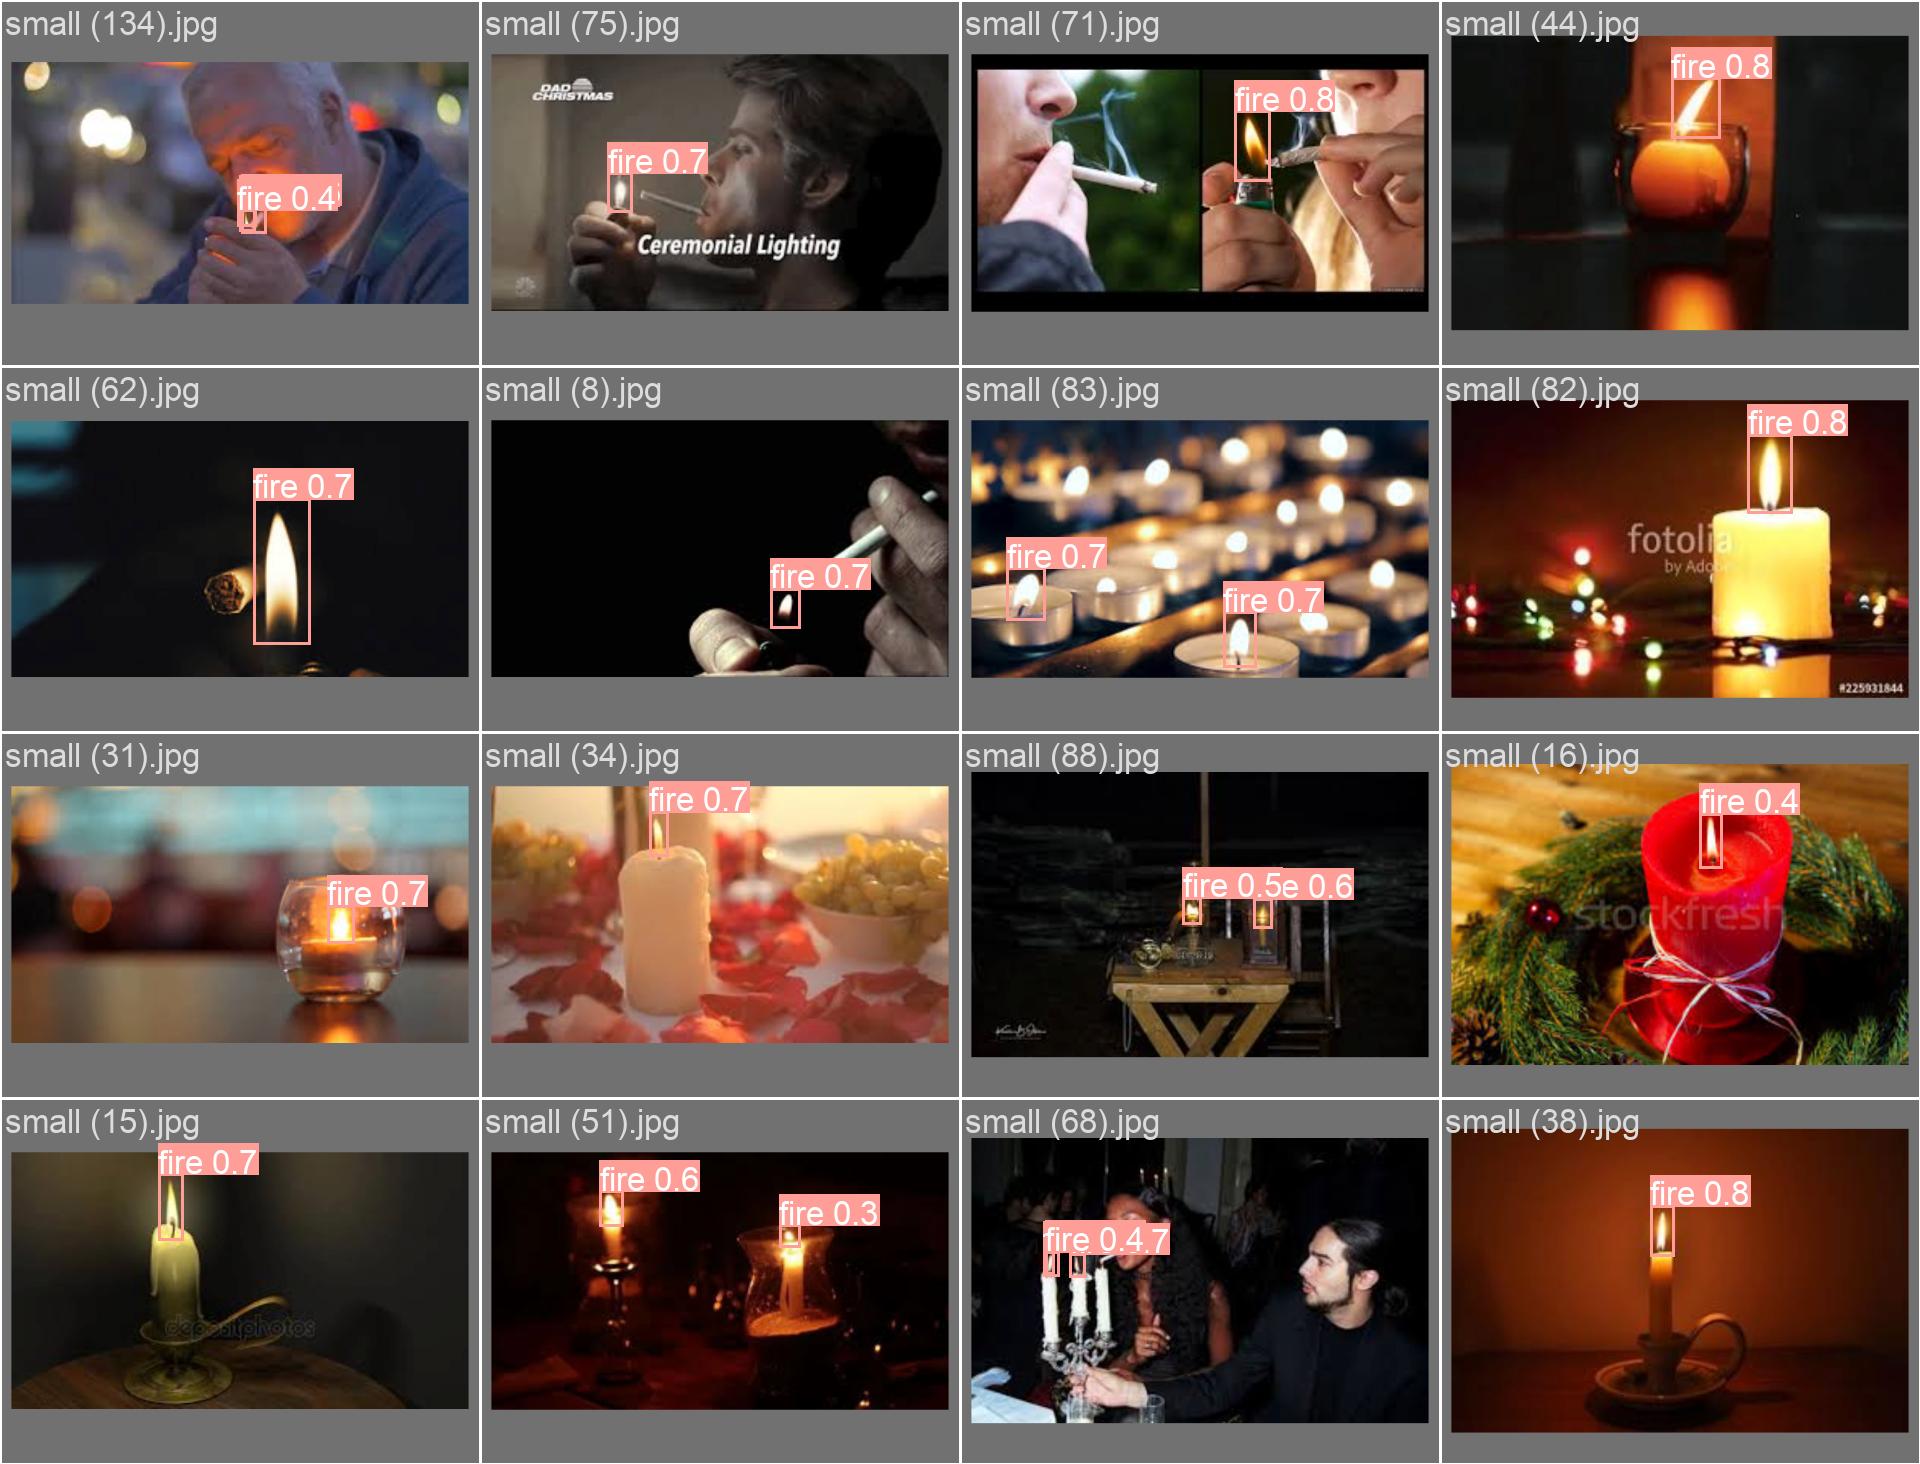 small (134).jpg
fire 0.4
small (75).jpg
DAD
CHRISTMAS
fire 0.7
Ceremonial Lighting
small (71).jpg
fire 0.8
small (44).jpg
fire 0.8
small (62).jpg
fire 0.7
small (8).jpg
fire 0.7
small (83).jpg
fire 0.7
fire 0.7
small (82).jpg
fire 0.8
fotolia
by Adobe
#225931844
small (31).jpg
fire 0.7
small (34).jpg
fire 0.7
small (88).jpg
fire 0.5e 0.6
small (16).jpg
fire 0.4
stockfresh
small (15).jpg
fire 0.7
depositphotos
small (51).jpg
fire 0.6
fire 0.3
small (68).jpg
fire 0.4.7
small (38).jpg
fire 0.8